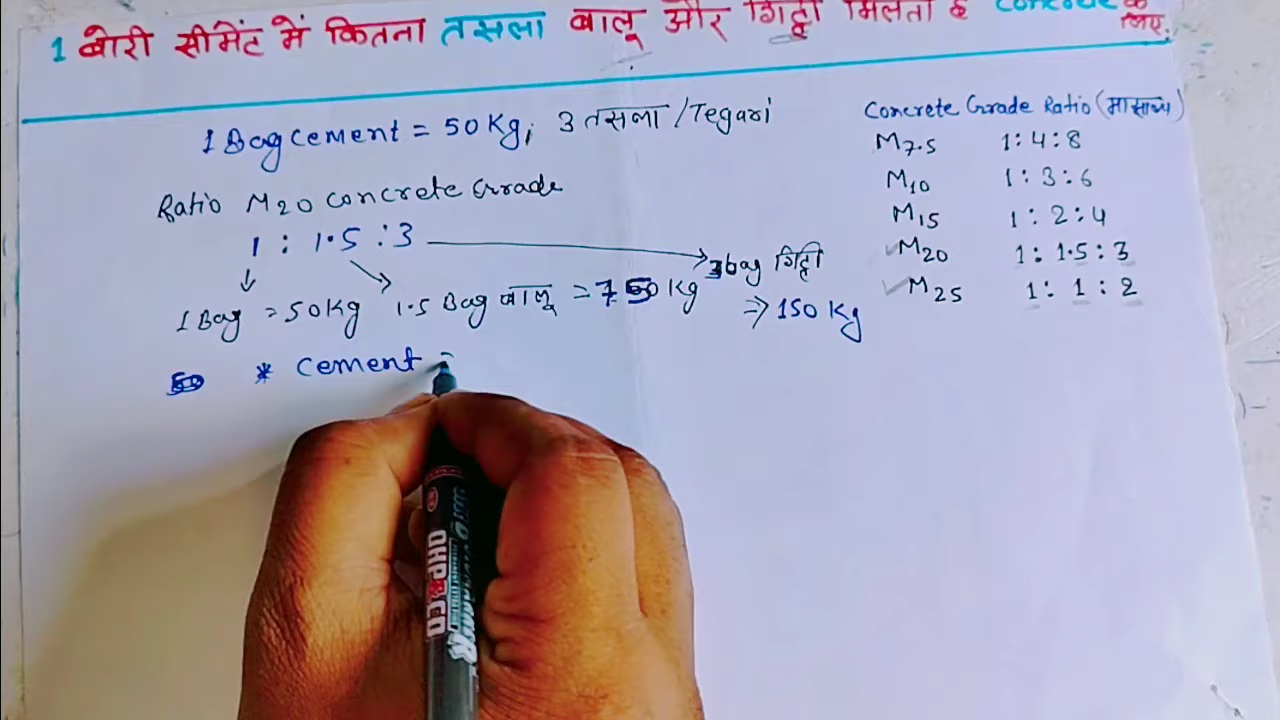 1 बोरी सीमेंट में कितना तसला बालू और गिट्टी मिलता है Concrete के लिए.
1 Bag cement = 50 Kg, 3 तसला / Tegari
Ratio M20 concrete Grade
1 : 1.5 : 3
3 bag गिट्टी
1 Bag = 50 Kg 1.5 Bag बालू = 750 Kg
=> 150 Kg
* Cement
Concrete Grade Ratio (मसाला)
M7.5 1 : 4 : 8
M10 1 : 3 : 6
M15 1 : 2 : 4
M20 1 : 1.5 : 3
M25 1 : 1 : 2